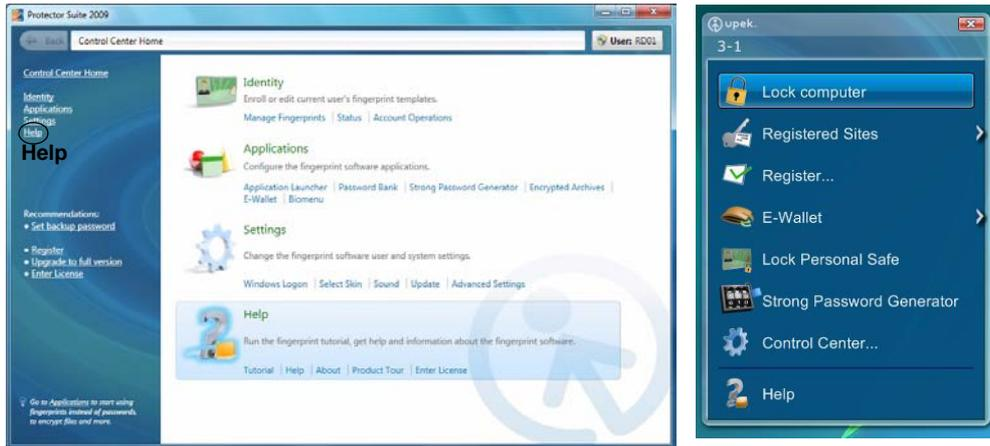 Protector Suite 2009
Back
Control Center Home
User: RD01
Control Center Home
Identity
Applications
Settings
Help
Help
Recommendations:
• Set backup password
• Register
• Upgrade to full version
• Enter License
Go to Applications to start using
fingerprints instead of passwords,
to encrypt files and more.
Identity
Enroll or edit current user's fingerprint templates.
Manage Fingerprints | Status | Account Operations
Applications
Configure the fingerprint software applications.
Application Launcher | Password Bank | Strong Password Generator | Encrypted Archives |
E-Wallet | Biomenu
Settings
Change the fingerprint software user and system settings.
Windows Logon | Select Skin | Sound | Update | Advanced Settings
Help
Run the fingerprint tutorial, get help and information about the fingerprint software.
Tutorial | Help | About | Product Tour | Enter License
upek.
3-1
Lock computer
Registered Sites
Register...
E-Wallet
Lock Personal Safe
Strong Password Generator
Control Center...
Help